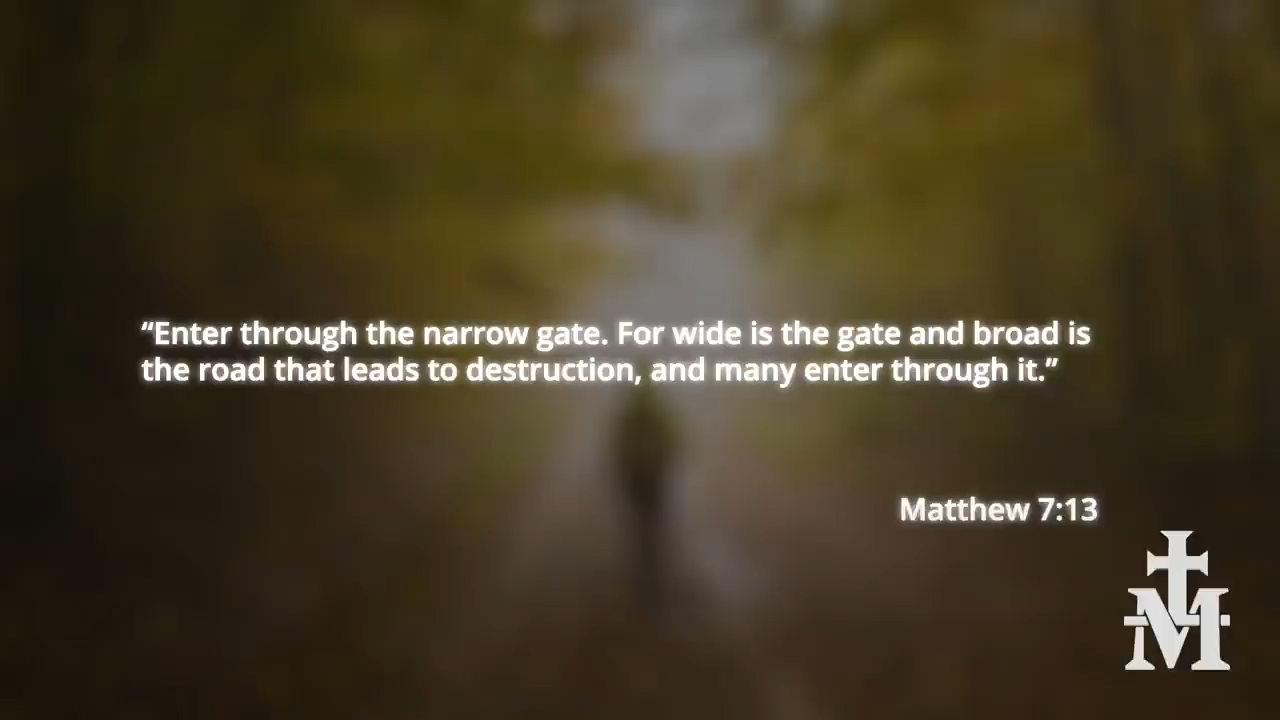 “Enter through the narrow gate. For wide is the gate and broad is
the road that leads to destruction, and many enter through it.”
Matthew 7:13
M